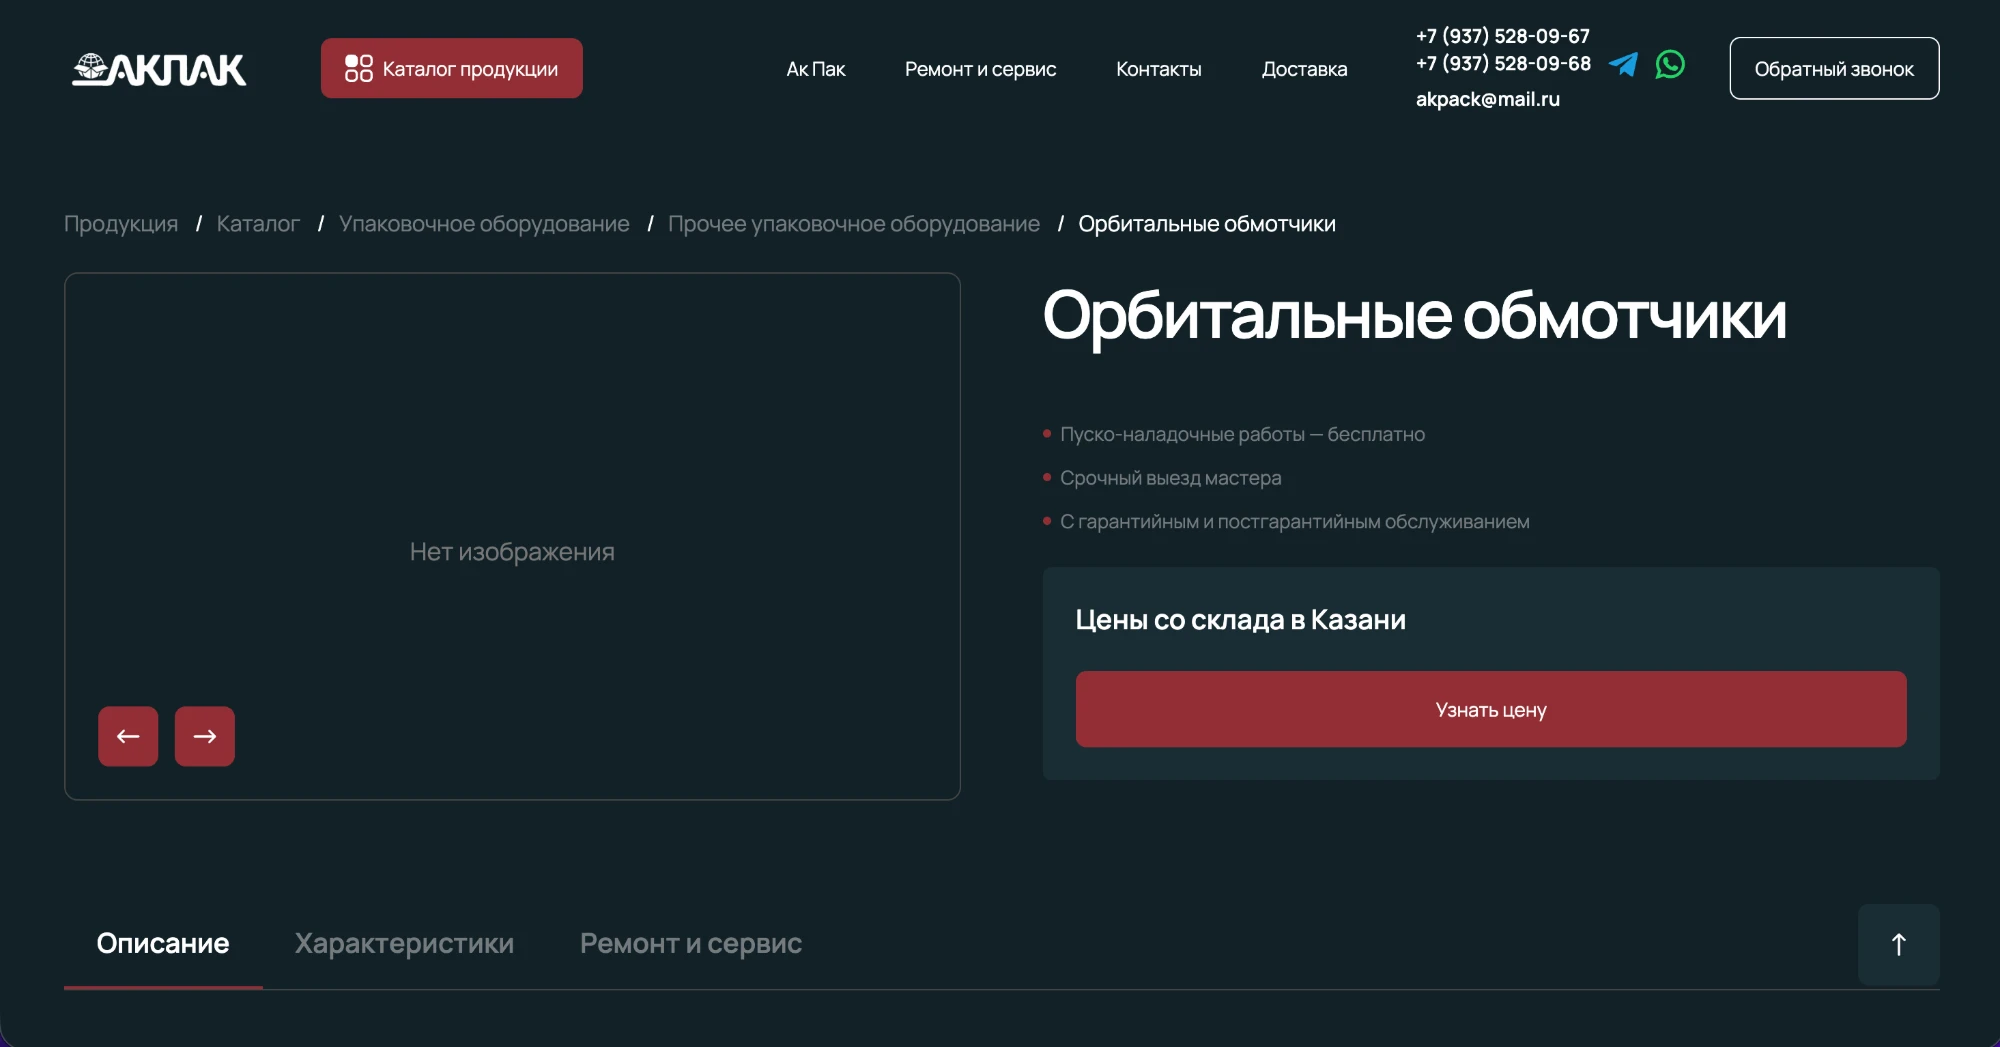 АКПАК
Каталог продукции
Ак Пак
Ремонт и сервис
Контакты
Доставка
+7 (937) 528-09-67
+7 (937) 528-09-68
akpack@mail.ru
Обратный звонок
Продукция / Каталог / Упаковочное оборудование / Прочее упаковочное оборудование / Орбитальные обмотчики
Нет изображения
Орбитальные обмотчики
Пуско-наладочные работы — бесплатно
Срочный выезд мастера
С гарантийным и постгарантийным обслуживанием
Цены со склада в Казани
Узнать цену
Описание
Характеристики
Ремонт и сервис